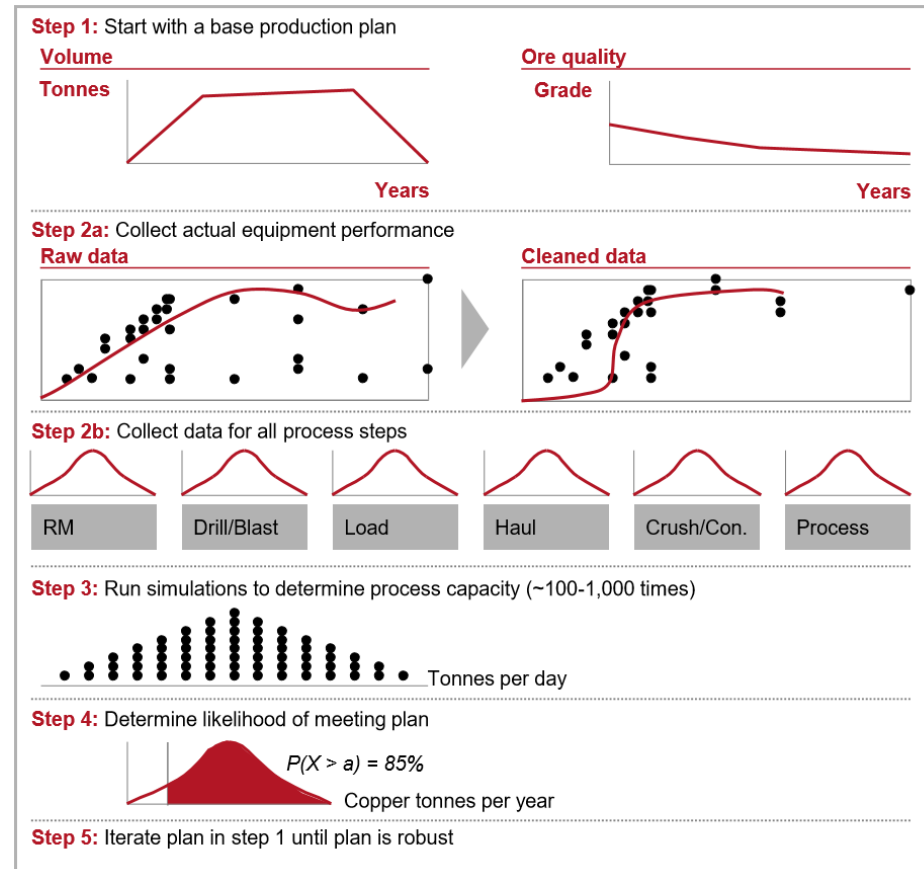 Step 1: Start with a base production plan
Volume
Ore quality
Tonnes
Grade
Years
Years
Step 2a: Collect actual equipment performance
Raw data
Cleaned data
Step 2b: Collect data for all process steps
RM
Drill/Blast
Load
Haul
Crush/Con.
Process
Step 3: Run simulations to determine process capacity (~100-1,000 times)
Tonnes per day
Step 4: Determine likelihood of meeting plan
P(X > a) = 85%
Copper tonnes per year
Step 5: Iterate plan in step 1 until plan is robust